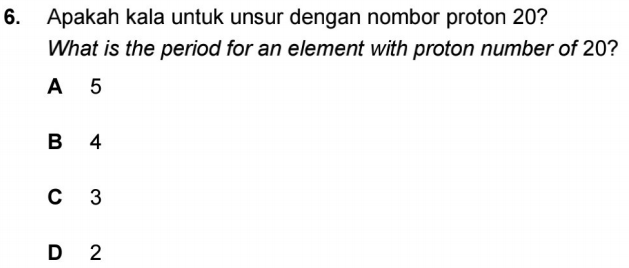 6. Apakah kala untuk unsur dengan nombor proton 20?
What is the period for an element with proton number of 20?
A 5
B 4
C 3
D 2